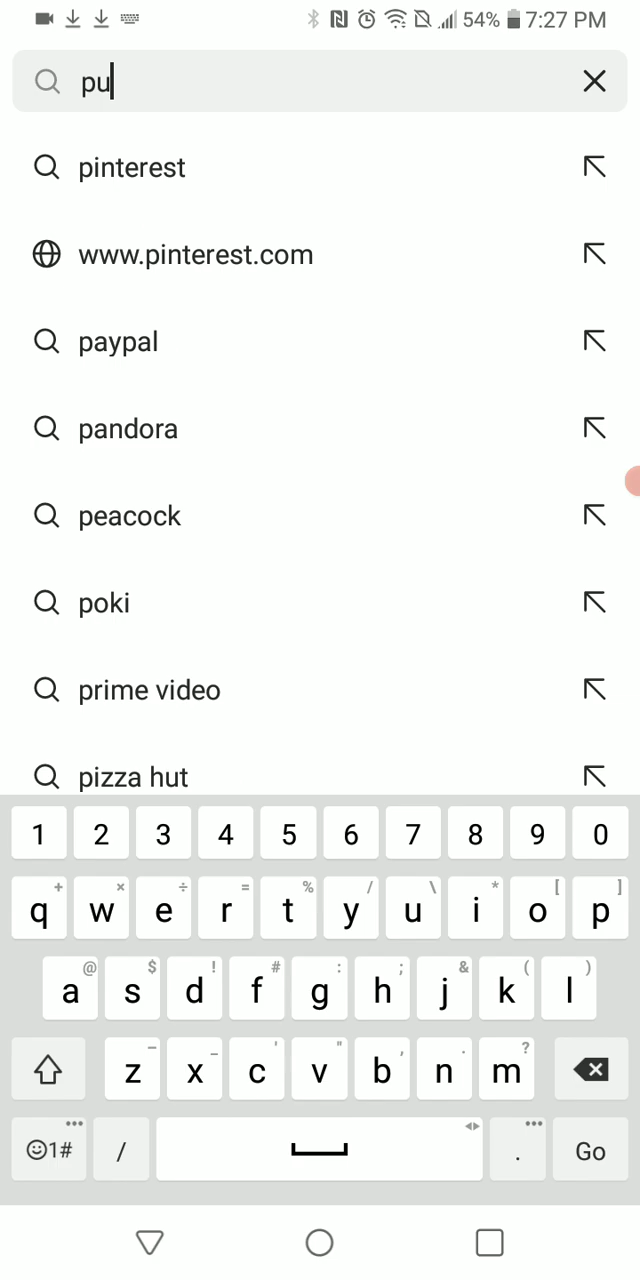 54% 7:27 PM
pu
pinterest
www.pinterest.com
paypal
pandora
peacock
poki
prime video
pizza hut
1 2 3 4 5 6 7 8 9 0
+ × ÷ = % / \ * [ ]
q w e r t y u i o p
@ $ ! # : ; & ( )
a s d f g h j k l
– _ ' " , . ?
z x c v b n m
1# / . Go